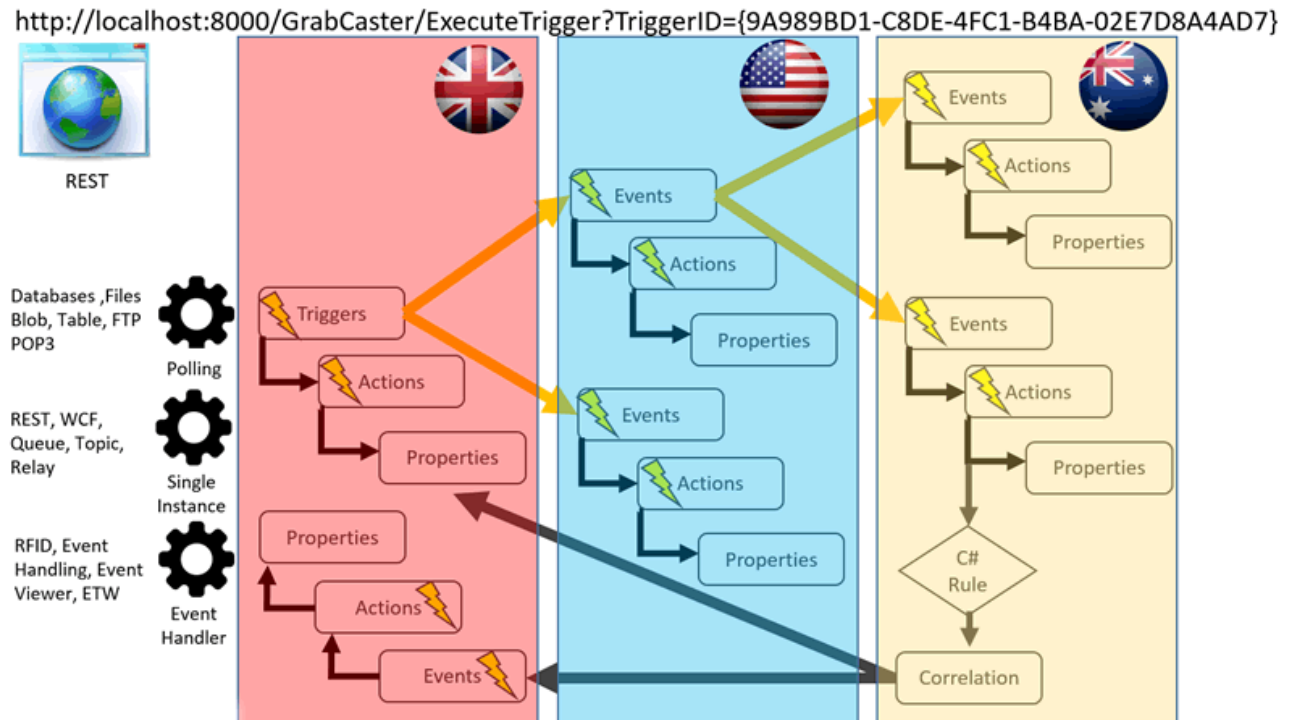 http://localhost:8000/GrabCaster/ExecuteTrigger?TriggerID={9A989BD1-C8DE-4FC1-B4BA-02E7D8A4AD7}
REST
Databases ,Files
Blob, Table, FTP
POP3
Polling
REST, WCF,
Queue, Topic,
Relay
Single
Instance
RFID, Event
Handling, Event
Viewer, ETW
Event
Handler
Triggers
Actions
Properties
Properties
Actions
Events
Events
Actions
Properties
Events
Actions
Properties
Events
Actions
Properties
Events
Actions
Properties
C#
Rule
Correlation